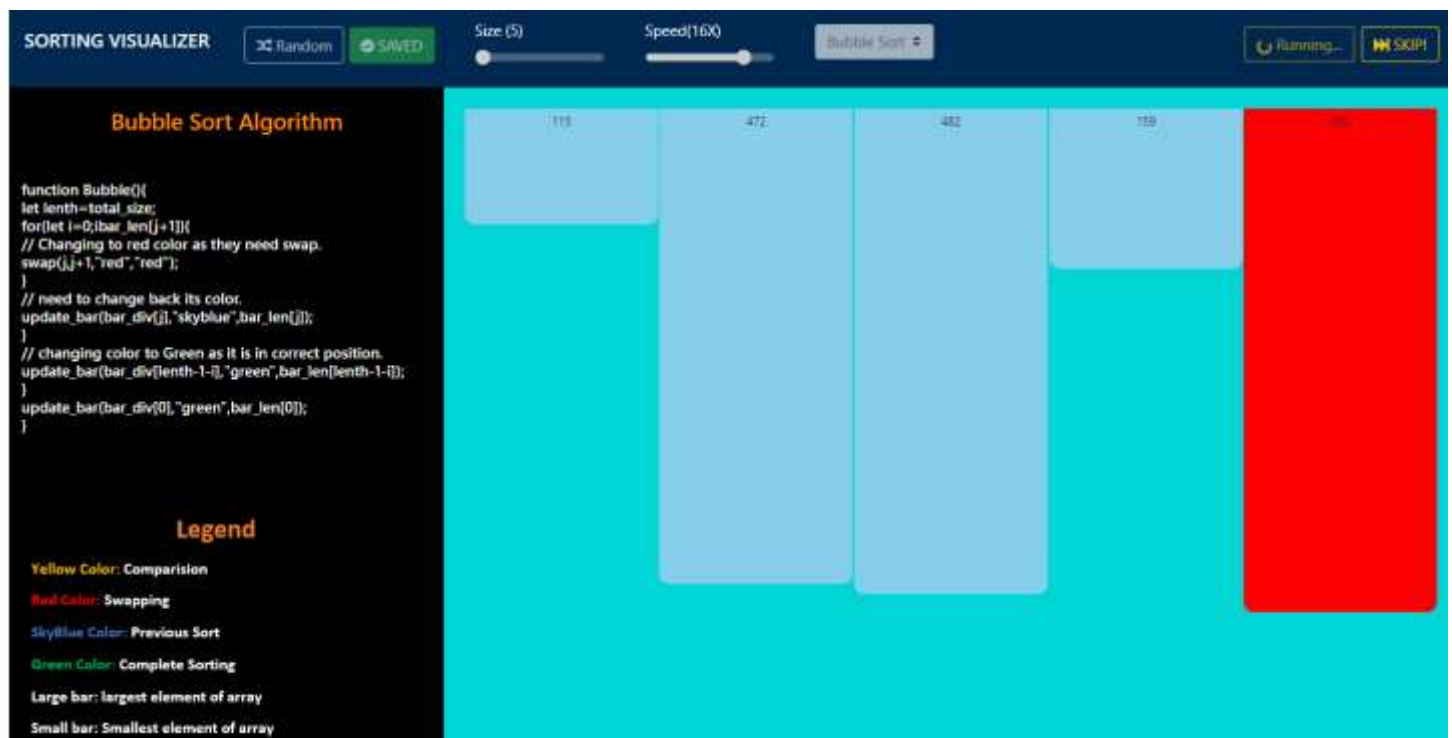 SORTING VISUALIZER
Random
SAVED
Size (5)
Speed(16X)
Bubble Sort
Running...
SKIP!
Bubble Sort Algorithm
function Bubble(){
let lenth=total_size;
for(let i=0;ibar_len[j+1]){
// Changing to red color as they need swap.
swap(j,j+1,"red","red");
}
// need to change back its color.
update_bar(bar_div[j],"skyblue",bar_len[j]);
}
// changing color to Green as it is in correct position.
update_bar(bar_div[lenth-1-i],"green",bar_len[lenth-1-i]);
}
update_bar(bar_div[0],"green",bar_len[0]);
}
Legend
Yellow Color: Comparision
Red Color: Swapping
SkyBlue Color: Previous Sort
Green Color: Complete Sorting
Large bar: largest element of array
Small bar: Smallest element of array
472
482
159